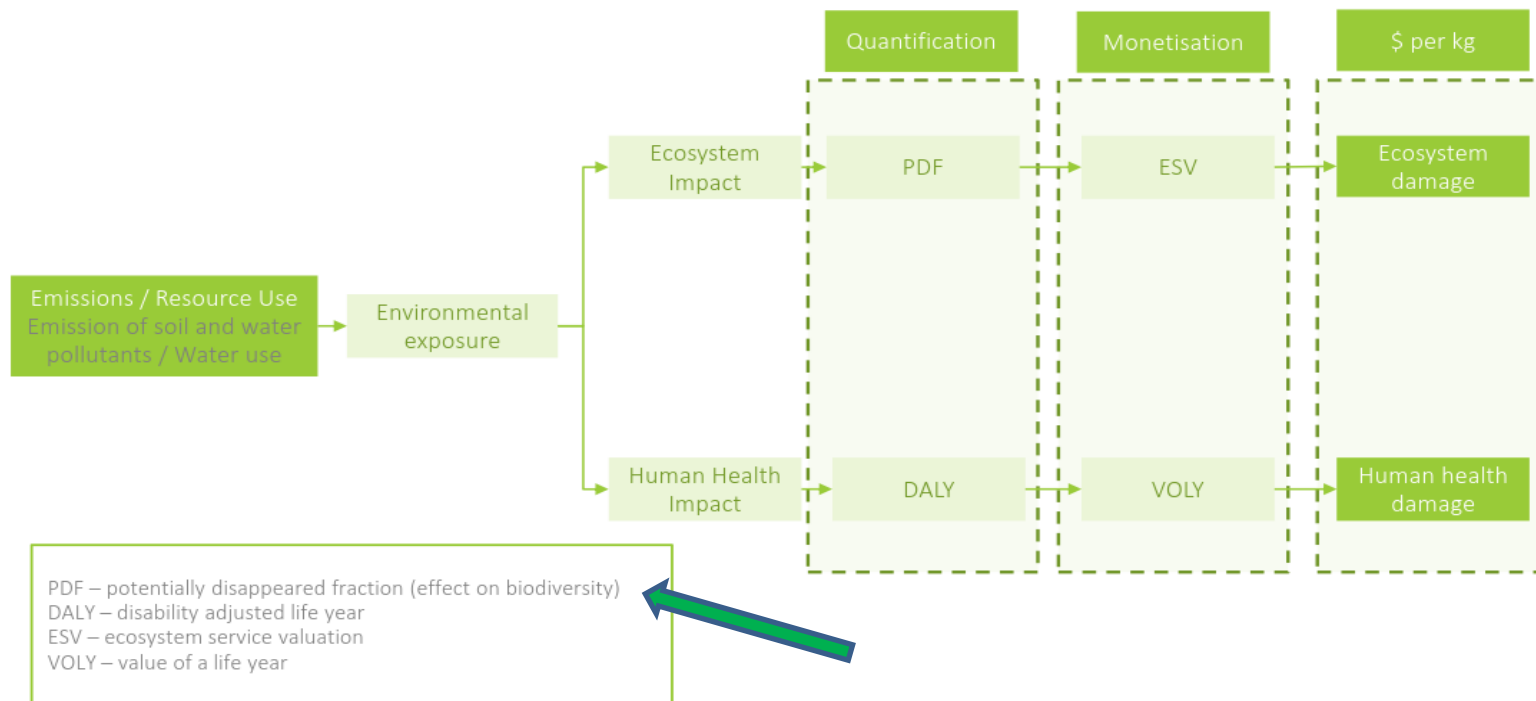 Quantification
Monetisation
$ per kg
Ecosystem
Impact
PDF
ESV
Ecosystem
damage
Emissions / Resource Use
Emission of soil and water
pollutants / Water use
Environmental
exposure
Human Health
Impact
DALY
VOLY
Human health
damage
PDF – potentially disappeared fraction (effect on biodiversity)
DALY – disability adjusted life year
ESV – ecosystem service valuation
VOLY – value of a life year